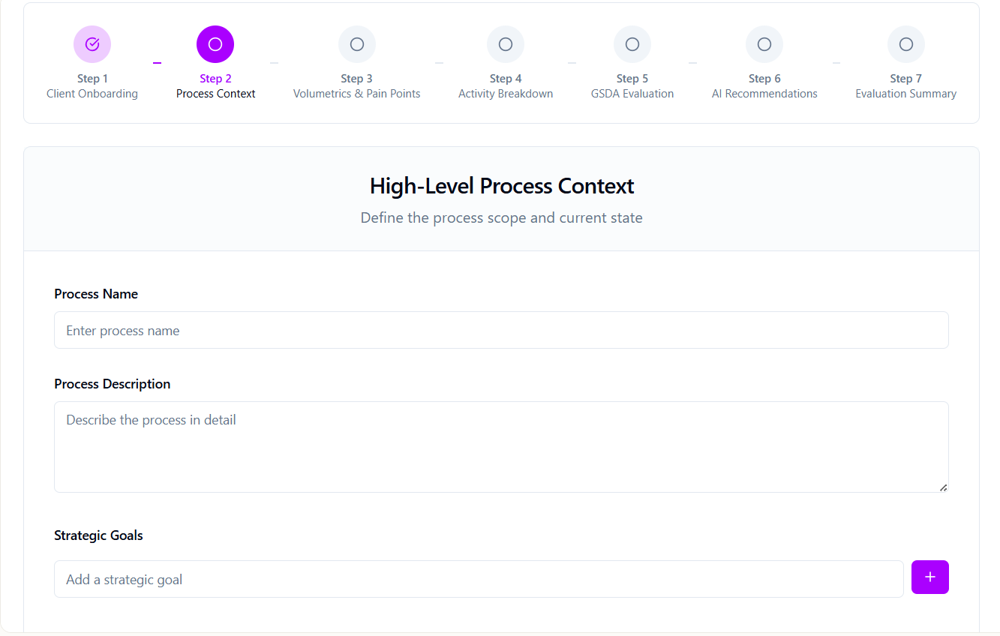 Step 1
Client Onboarding
Step 2
Process Context
Step 3
Volumetrics & Pain Points
Step 4
Activity Breakdown
Step 5
GSDA Evaluation
Step 6
AI Recommendations
Step 7
Evaluation Summary
High-Level Process Context
Define the process scope and current state
Process Name
Enter process name
Process Description
Describe the process in detail
Strategic Goals
Add a strategic goal
+